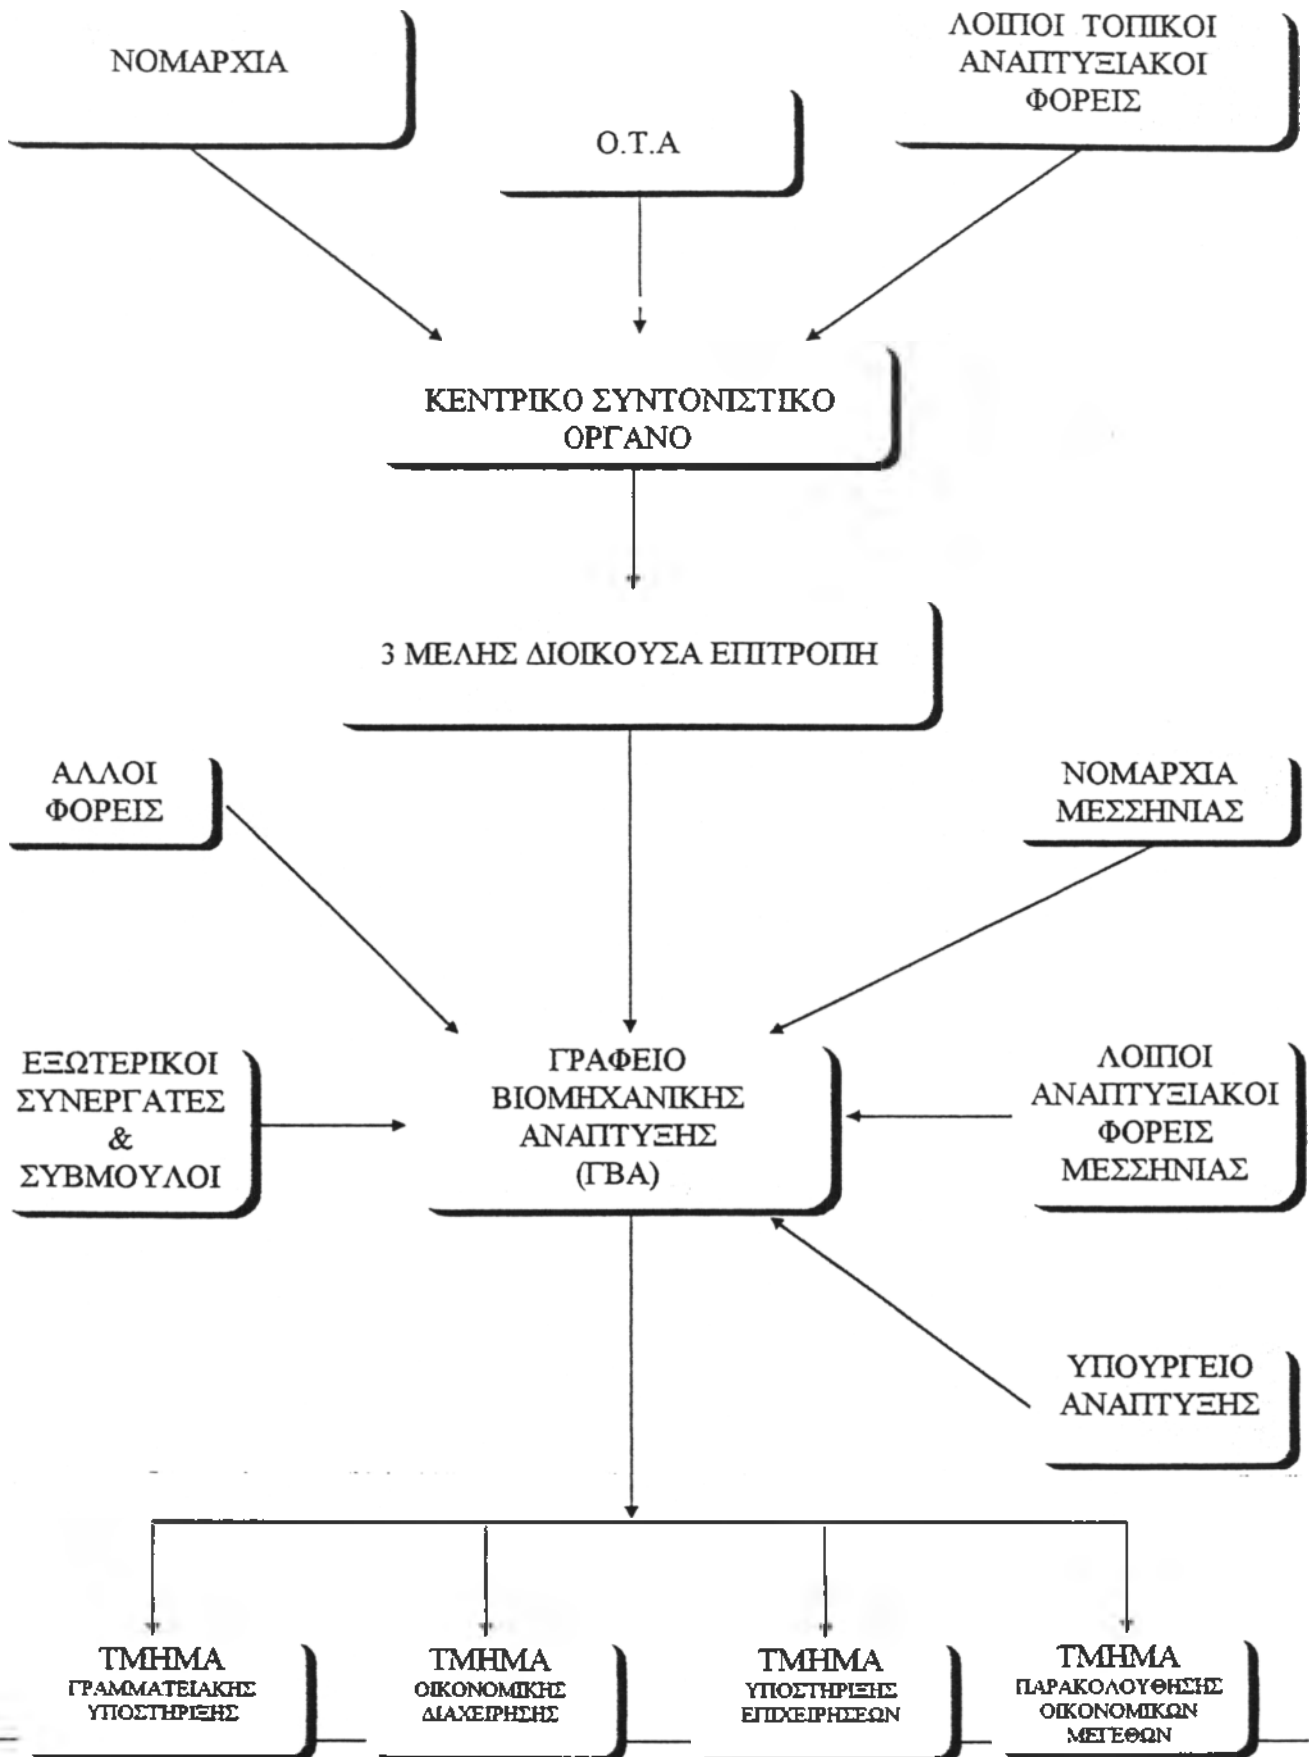 ΝΟΜΑΡΧΙΑ
Ο.Τ.Α
ΛΟΙΠΟΙ ΤΟΠΙΚΟΙ
ΑΝΑΠΤΥΞΙΑΚΟΙ
ΦΟΡΕΙΣ
ΚΕΝΤΡΙΚΟ ΣΥΝΤΟΝΙΣΤΙΚΟ
ΟΡΓΑΝΟ
3 ΜΕΛΗΣ ΔΙΟΙΚΟΥΣΑ ΕΠΙΤΡΟΠΗ
ΑΛΛΟΙ
ΦΟΡΕΙΣ
ΝΟΜΑΡΧΙΑ
ΜΕΣΣΗΝΙΑΣ
ΕΞΩΤΕΡΙΚΟΙ
ΣΥΝΕΡΓΑΤΕΣ
&
ΣΥΒΜΟΥΛΟΙ
ΓΡΑΦΕΙΟ
ΒΙΟΜΗΧΑΝΙΚΗΣ
ΑΝΑΠΤΥΞΗΣ
(ΓΒΑ)
ΛΟΙΠΟΙ
ΑΝΑΠΤΥΞΙΑΚΟΙ
ΦΟΡΕΙΣ
ΜΕΣΣΗΝΙΑΣ
ΥΠΟΥΡΓΕΙΟ
ΑΝΑΠΤΥΞΗΣ
ΤΜΗΜΑ
ΓΡΑΜΜΑΤΕΙΑΚΗΣ
ΥΠΟΣΤΗΡΙΞΗΣ
ΤΜΗΜΑ
ΟΙΚΟΝΟΜΙΚΗΣ
ΔΙΑΧΕΙΡΗΣΗΣ
ΤΜΗΜΑ
ΥΠΟΣΤΗΡΙΞΗΣ
ΕΠΙΧΕΙΡΗΣΕΩΝ
ΤΜΗΜΑ
ΠΑΡΑΚΟΛΟΥΘΗΣΗΣ
ΟΙΚΟΝΟΜΙΚΩΝ
ΜΕΓΕΘΩΝ